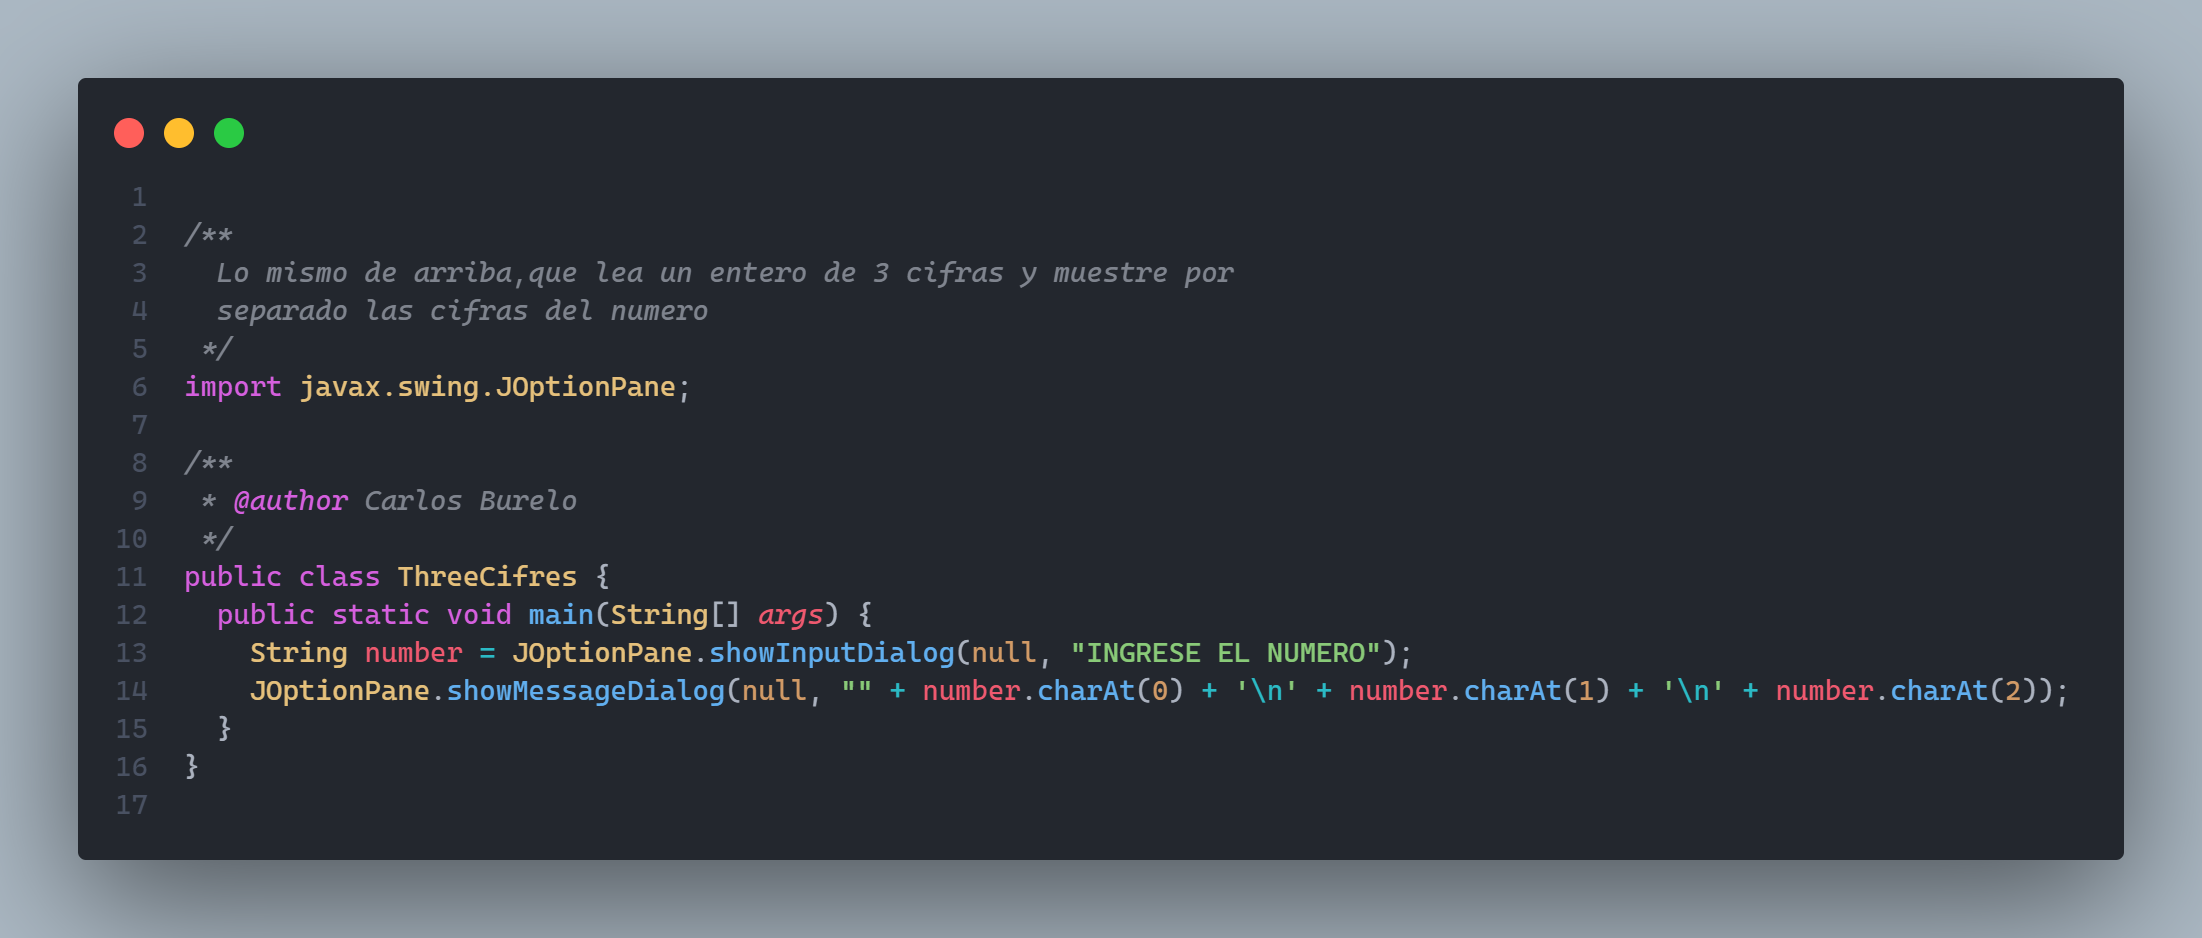 1
2 /**
3   Lo mismo de arriba,que lea un entero de 3 cifras y muestre por
4   separado las cifras del numero
5  */
6 import javax.swing.JOptionPane;
7
8 /**
9  * @author Carlos Burelo
10  */
11 public class ThreeCifres {
12   public static void main(String[] args) {
13     String number = JOptionPane.showInputDialog(null, "INGRESE EL NUMERO");
14     JOptionPane.showMessageDialog(null, "" + number.charAt(0) + '\n' + number.charAt(1) + '\n' + number.charAt(2));
15   }
16 }
17